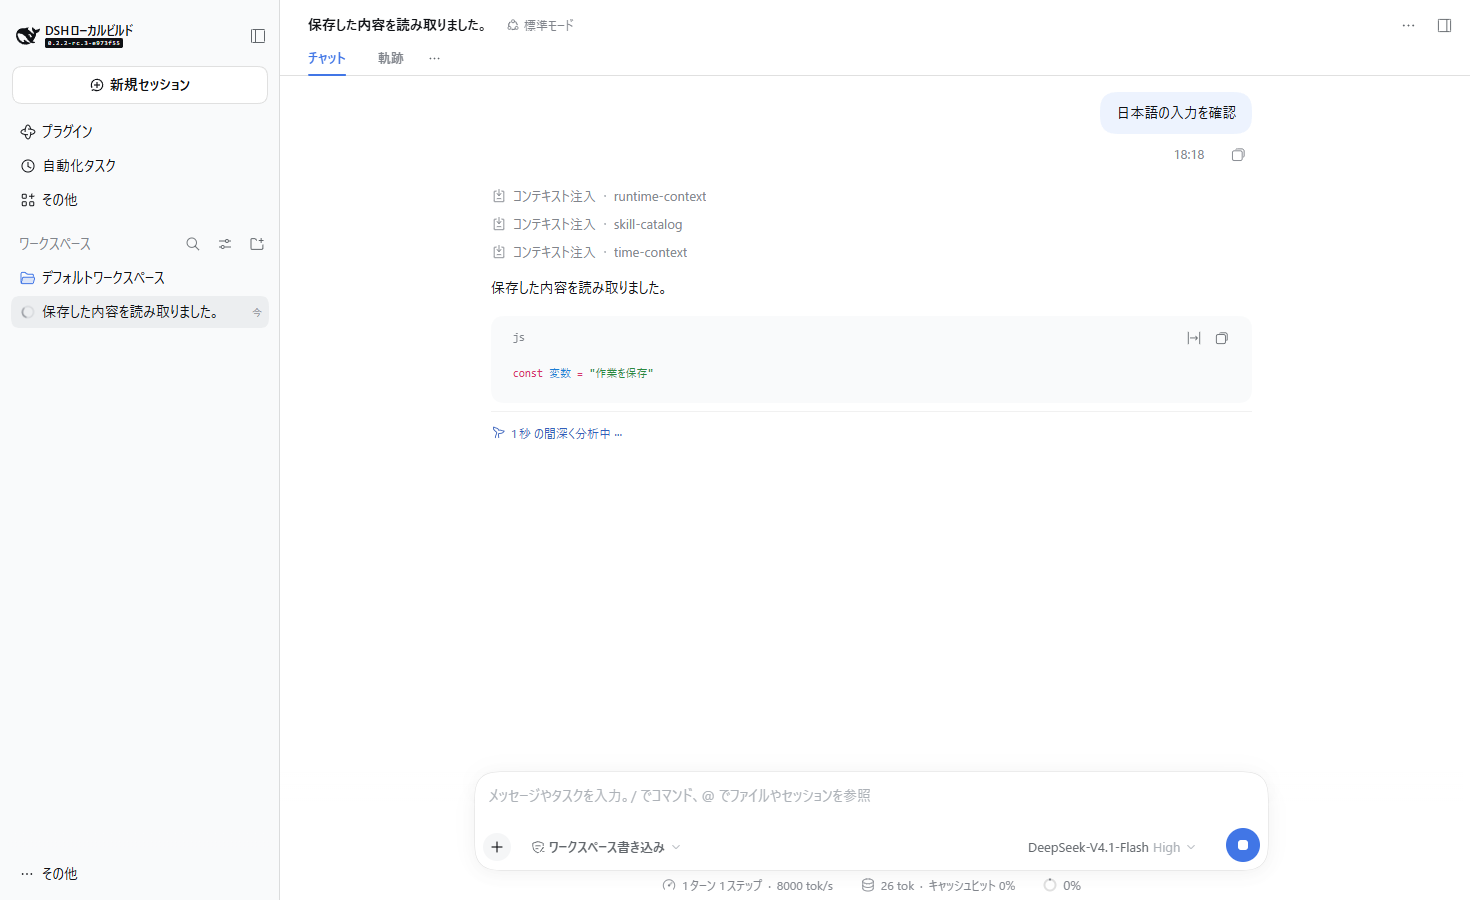 DSHローカルビルド
0.2.2-rc.3-m973f55
新規セッション
プラグイン
自動化タスク
その他
ワークスペース
デフォルトワークスペース
保存した内容を読み取りました。 今
その他
保存した内容を読み取りました。 標準モード
チャット 軌跡 …
日本語の入力を確認
18:18
コンテキスト注入 · runtime-context
コンテキスト注入 · skill-catalog
コンテキスト注入 · time-context
保存した内容を読み取りました。
js
const 変数 = "作業を保存"
1 秒 の間深く分析中 …
メッセージやタスクを入力。/ でコマンド、@ でファイルやセッションを参照
ワークスペース書き込み
DeepSeek-V4.1-Flash High
1 ターン 1 ステップ · 8000 tok/s 26 tok · キャッシュヒット 0% 0%